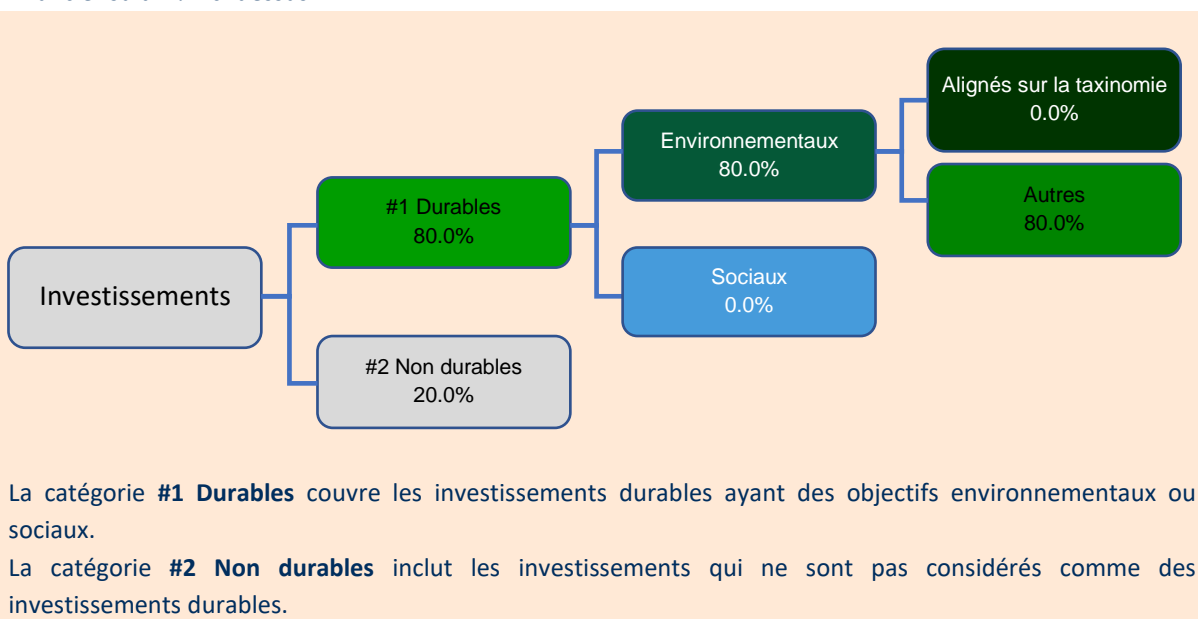 Investissements
#1 Durables
80.0%
#2 Non durables
20.0%
Environnementaux
80.0%
Sociaux
0.0%
Alignés sur la taxinomie
0.0%
Autres
80.0%
La catégorie #1 Durables couvre les investissements durables ayant des objectifs environnementaux ou
sociaux.
La catégorie #2 Non durables inclut les investissements qui ne sont pas considérés comme des
investissements durables.